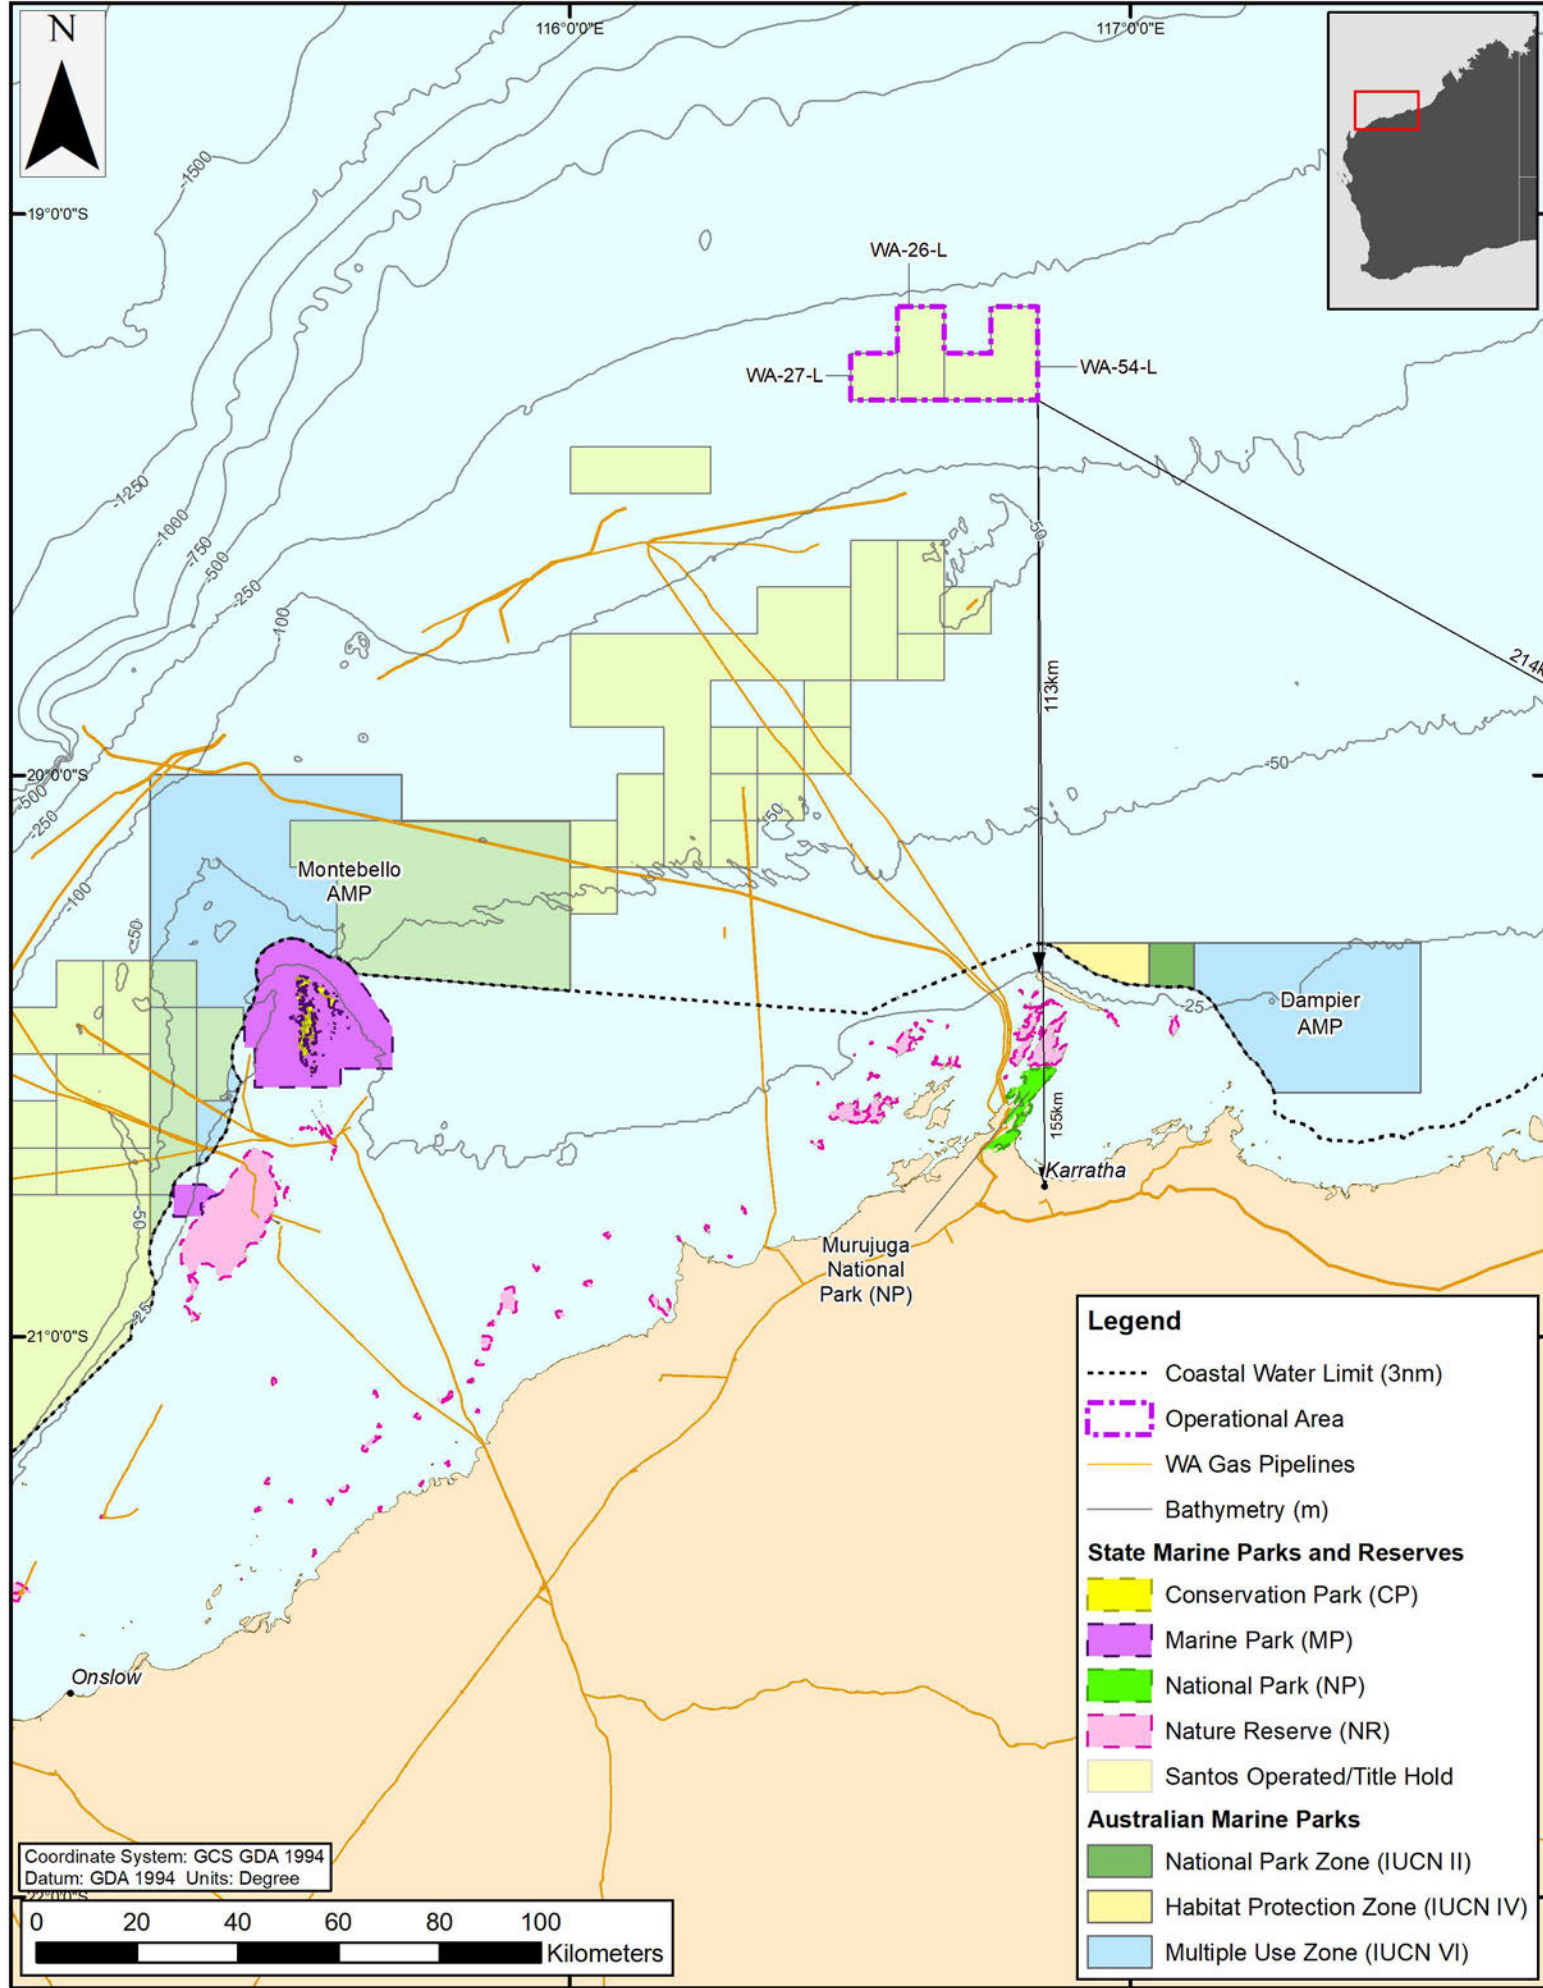 N
116°0'0"E
117°0'0"E
-1500
19°0'0"S
WA-26-L
WA-27-L
WA-54-L
-1250
-1000
-750
-500
-250
-100
-50
113km
20°0'0"S
-500
-250
-50
-50
-100
-50
Montebello
AMP
-25
Dampier
AMP
155km
Karratha
-50
Murujuga
National
Park (NP)
-25
21°0'0"S
Onslow
Legend
Coastal Water Limit (3nm)
Operational Area
WA Gas Pipelines
Bathymetry (m)
State Marine Parks and Reserves
Conservation Park (CP)
Marine Park (MP)
National Park (NP)
Nature Reserve (NR)
Santos Operated/Title Hold
Australian Marine Parks
National Park Zone (IUCN II)
Habitat Protection Zone (IUCN IV)
Multiple Use Zone (IUCN VI)
Coordinate System: GCS GDA 1994
Datum: GDA 1994 Units: Degree
22°0'0"S
0 20 40 60 80 100
Kilometers